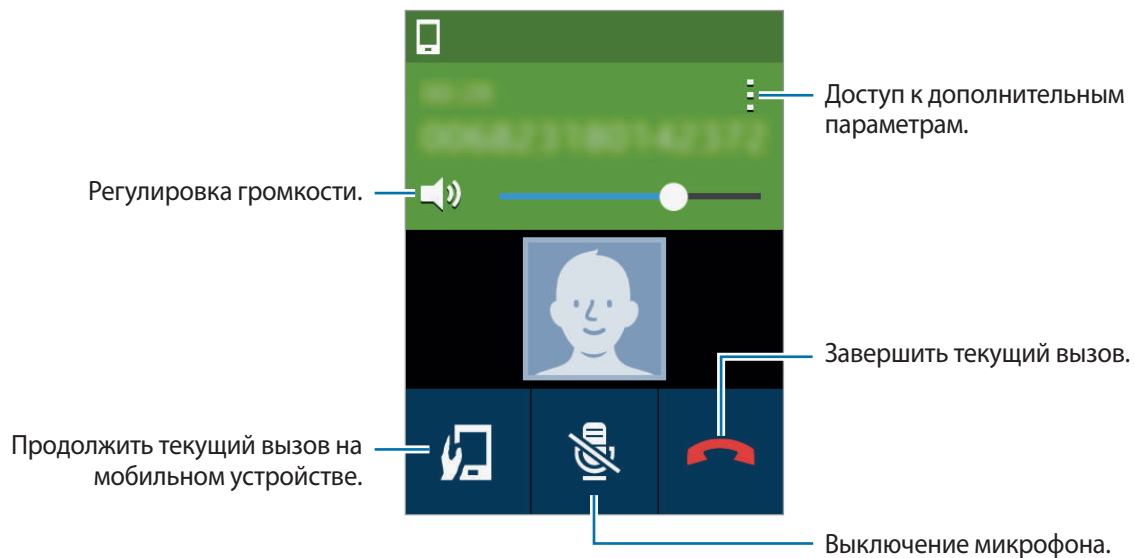 Доступ к дополнительным
параметрам.
Регулировка громкости.
Завершить текущий вызов.
Продолжить текущий вызов на
мобильном устройстве.
Выключение микрофона.